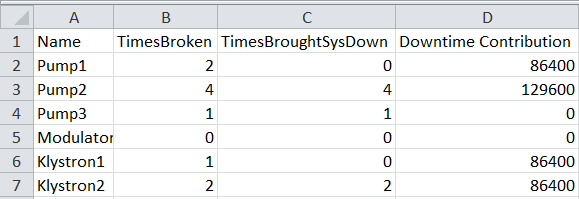 A B C D
1 Name TimesBroken TimesBroughtSysDown Downtime Contribution
2 Pump1 2 0 86400
3 Pump2 4 4 129600
4 Pump3 1 1 0
5 Modulator 0 0 0
6 Klystron1 1 0 86400
7 Klystron2 2 2 86400